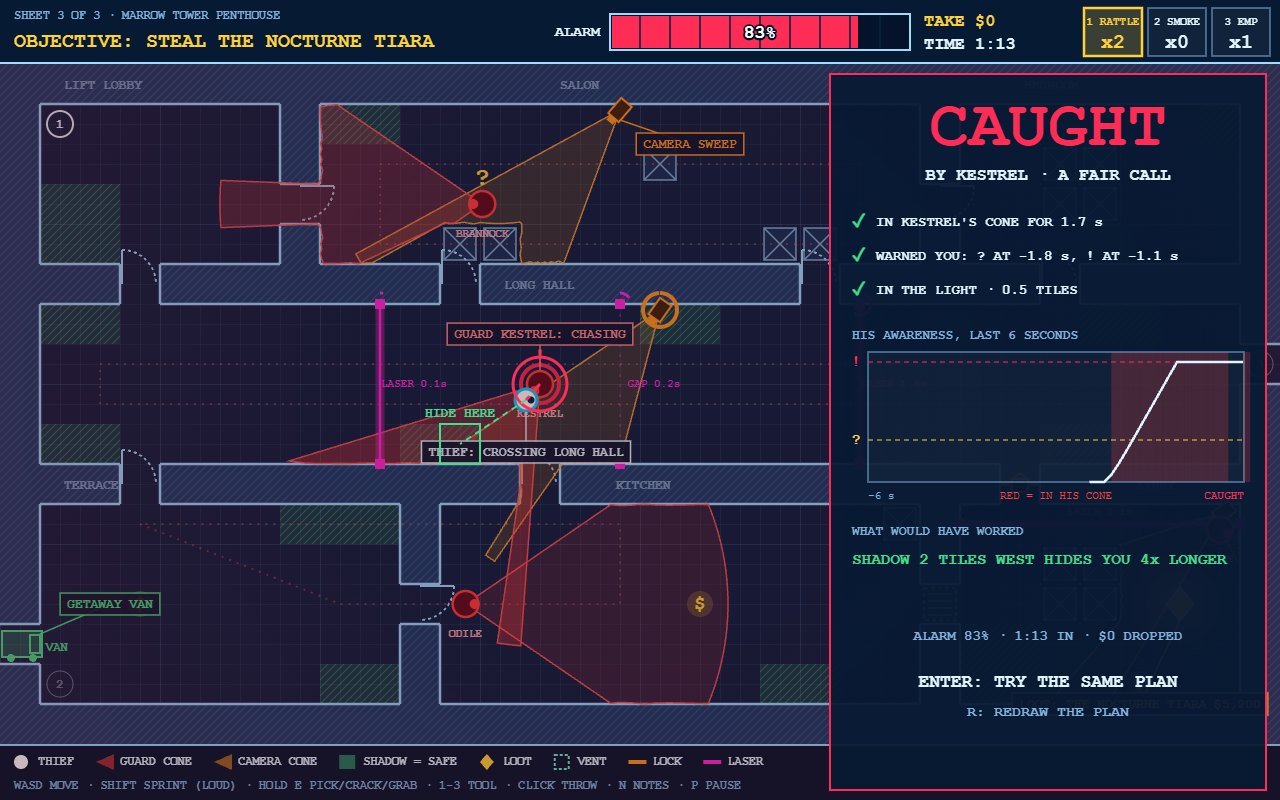 SHEET 3 OF 3 · MARROW TOWER PENTHOUSE
OBJECTIVE: STEAL THE NOCTURNE TIARA
ALARM
83%
TAKE $0
TIME 1:13
1 RATTLE
x2
2 SMOKE
x0
3 EMP
x1
LIFT LOBBY
SALON
1
CAMERA SWEEP
?
BRANNOCK
LONG HALL
GUARD KESTREL: CHASING
LASER 0.1s
GAP 0.2s
HIDE HERE
KESTREL
THIEF: CROSSING LONG HALL
TERRACE
KITCHEN
GETAWAY VAN
VAN
$
ODILE
2
CAUGHT
BY KESTREL · A FAIR CALL
✓ IN KESTREL'S CONE FOR 1.7 s
✓ WARNED YOU: ? AT -1.8 s, ! AT -1.1 s
✓ IN THE LIGHT · 0.5 TILES
HIS AWARENESS, LAST 6 SECONDS
!
?
-6 s
RED = IN HIS CONE
CAUGHT
WHAT WOULD HAVE WORKED
SHADOW 2 TILES WEST HIDES YOU 4x LONGER
ALARM 83% · 1:13 IN · $0 DROPPED
ENTER: TRY THE SAME PLAN
R: REDRAW THE PLAN
THIEF
GUARD CONE
CAMERA CONE
SHADOW = SAFE
LOOT
VENT
LOCK
LASER
WASD MOVE · SHIFT SPRINT (LOUD) · HOLD E PICK/CRACK/GRAB · 1-3 TOOL · CLICK THROW · N NOTES · P PAUSE